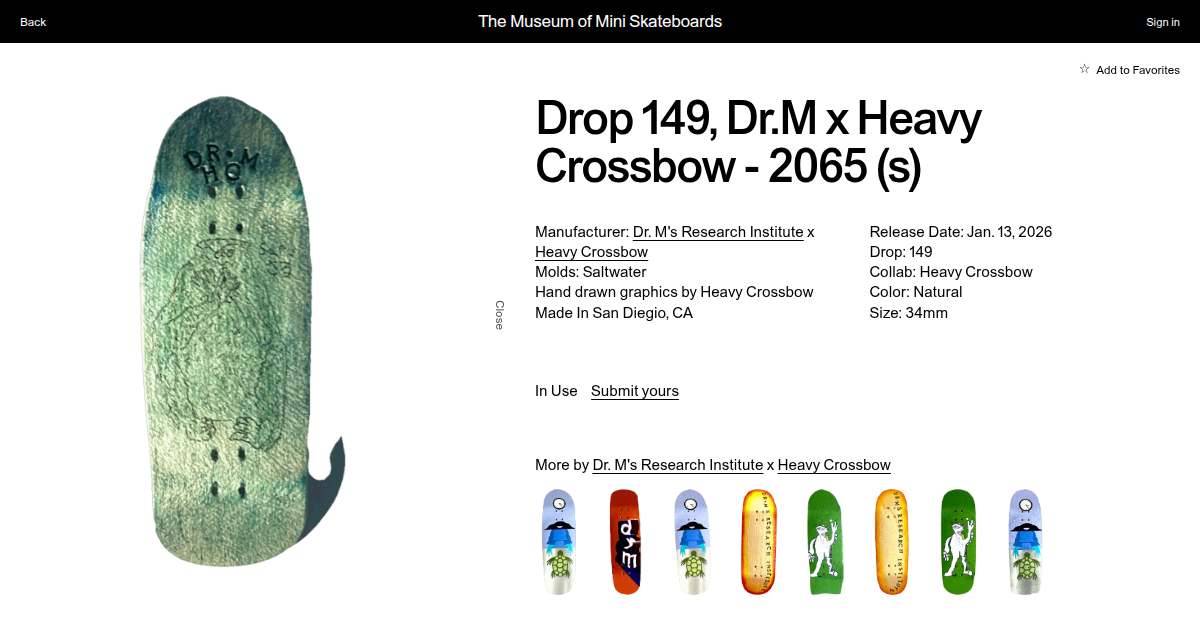 Back
The Museum of Mini Skateboards
Sign in
☆ Add to Favorites
DR.M
HC
Close
Drop 149, Dr.M x Heavy
Crossbow - 2065 (s)
Manufacturer: Dr. M's Research Institute x
Heavy Crossbow
Molds: Saltwater
Hand drawn graphics by Heavy Crossbow
Made In San Diegio, CA
Release Date: Jan. 13, 2026
Drop: 149
Collab: Heavy Crossbow
Color: Natural
Size: 34mm
In Use Submit yours
More by Dr. M's Research Institute x Heavy Crossbow